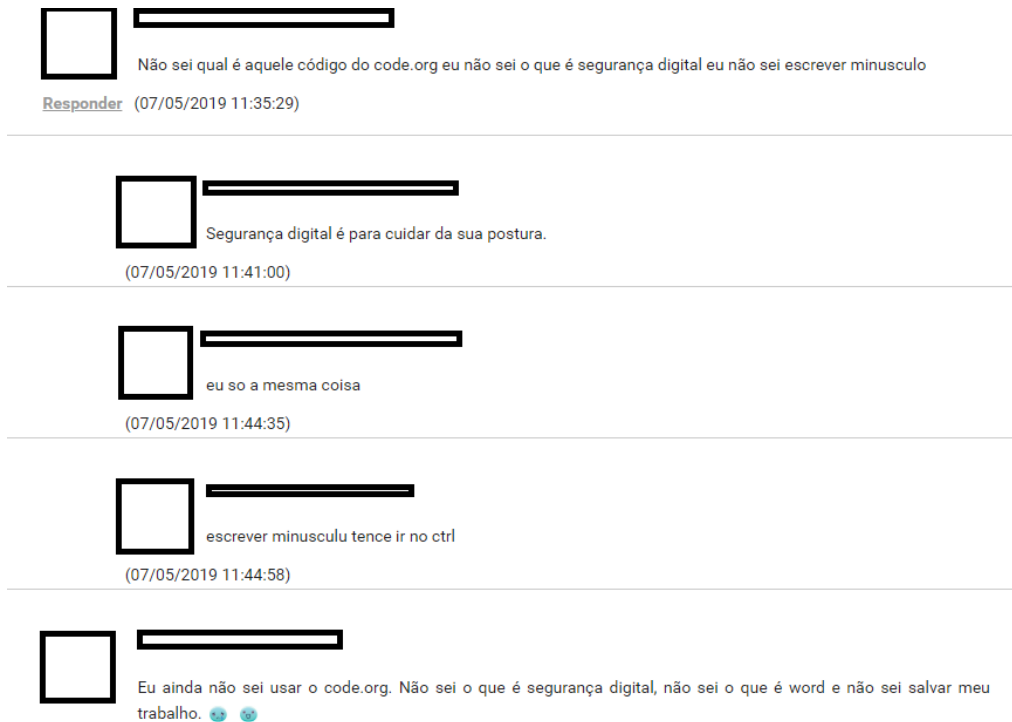 Não sei qual é aquele código do code.org eu não sei o que é segurança digital eu não sei escrever minusculo
Responder (07/05/2019 11:35:29)
Segurança digital é para cuidar da sua postura.
(07/05/2019 11:41:00)
eu so a mesma coisa
(07/05/2019 11:44:35)
escrever minusculu tence ir no ctrl
(07/05/2019 11:44:58)
Eu ainda não sei usar o code.org. Não sei o que é segurança digital, não sei o que é word e não sei salvar meu
trabalho.